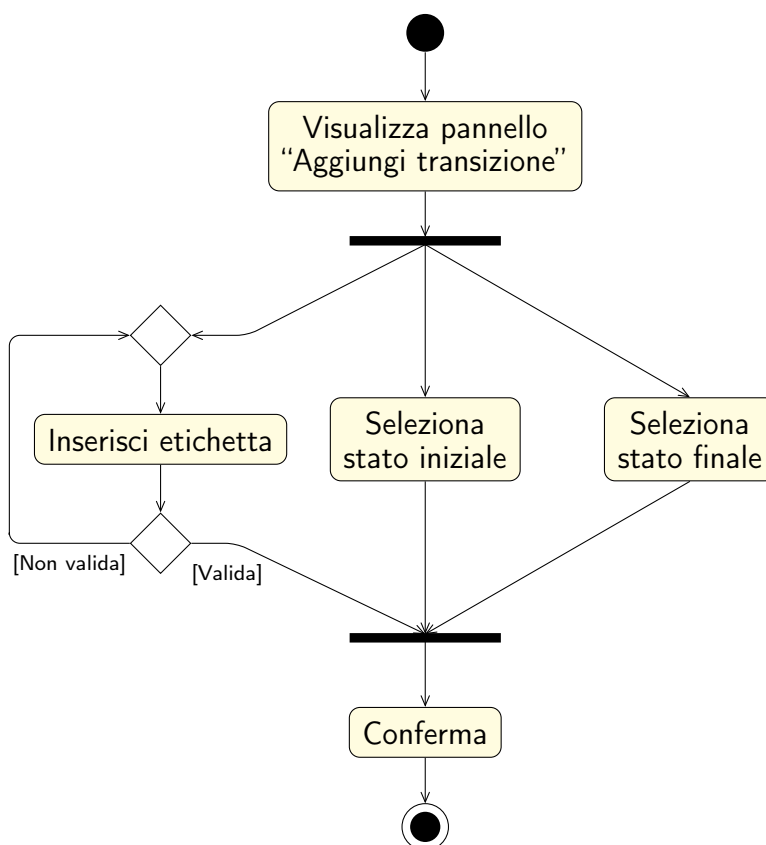 Visualizza pannello
“Aggiungi transizione”
Inserisci etichetta
Seleziona
stato iniziale
Seleziona
stato finale
[Non valida]
[Valida]
Conferma